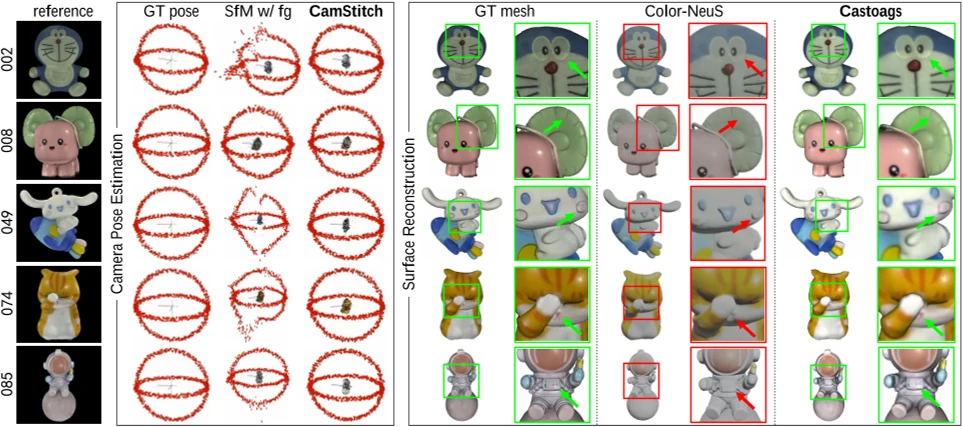 reference
GT pose
SfM w/ fg
CamStitch
GT mesh
Color-NeuS
Castoags
Camera Pose Estimation
Surface Reconstruction
002
008
049
074
085